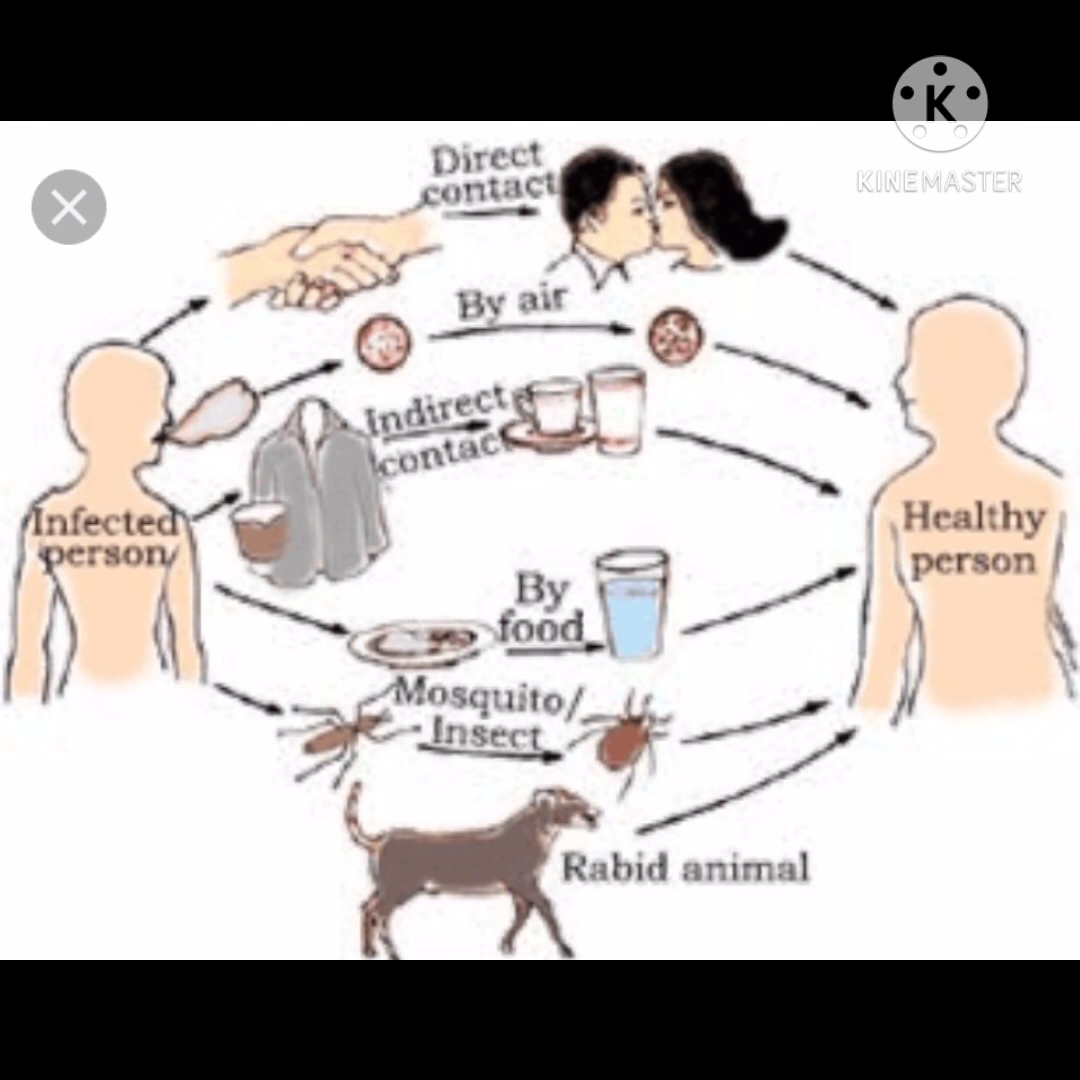 K
KINEMASTER
Direct
contact
By air
Indirect
contact
Infected
person
Healthy
person
By
food
Mosquito/
Insect
Rabid animal